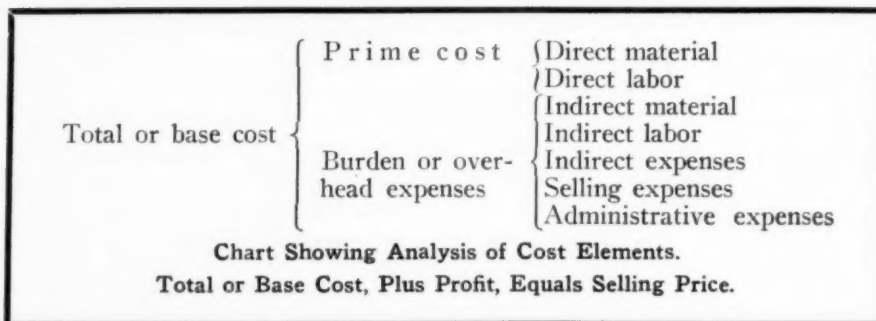 Prime cost
Direct material
Direct labor
Total or base cost
Burden or over-
head expenses
Indirect material
Indirect labor
Indirect expenses
Selling expenses
Administrative expenses
Chart Showing Analysis of Cost Elements.
Total or Base Cost, Plus Profit, Equals Selling Price.